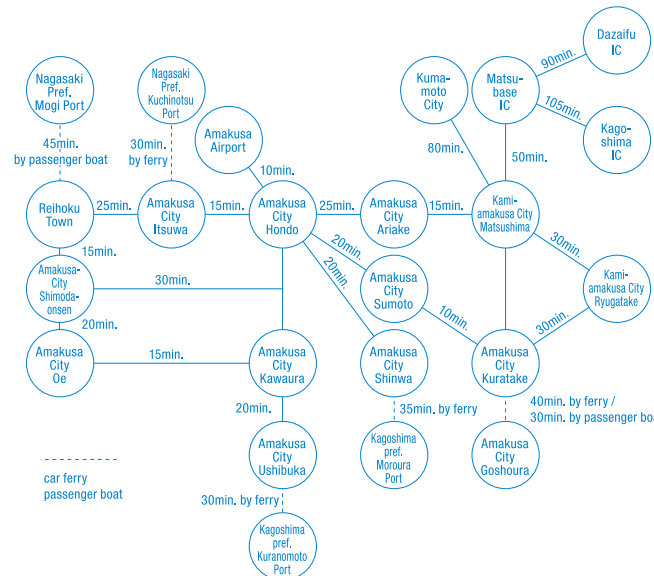 Dazaifu
IC
90min.
Nagasaki
Pref.
Mogi Port
Nagasaki
Pref.
Kuchinotsu
Port
Kuma-
moto
City
Matsu-
base
IC
105min.
Kago-
shima
IC
45min.
by passenger boat
30min.
by ferry
Amakusa
Airport
80min.
50min.
10min.
Reihoku
Town
25min.
Amakusa
City
Itsuwa
15min.
Amakusa
City
Hondo
25min.
Amakusa
City
Ariake
15min.
Kami-
amakusa City
Matsushima
15min.
20min.
20min.
30min.
Amakusa-
City
Shimoda-
onsen
30min.
Amakusa
City
Sumoto
Kami-
amakusa City
Ryugatake
20min.
10min.
30min.
Amakusa
City
Oe
15min.
Amakusa
City
Kawaura
Amakusa
City
Shinwa
Amakusa
City
Kuratake
20min.
35min.by ferry
40min.by ferry /
30min.by passenger bo
Amakusa
City
Ushibuka
Kagoshima
pref.
Moroura
Port
Amakusa
City
Goshoura
car ferry
passenger boat
30min.by ferry
Kagoshima
pref.
Kuranomoto
Port